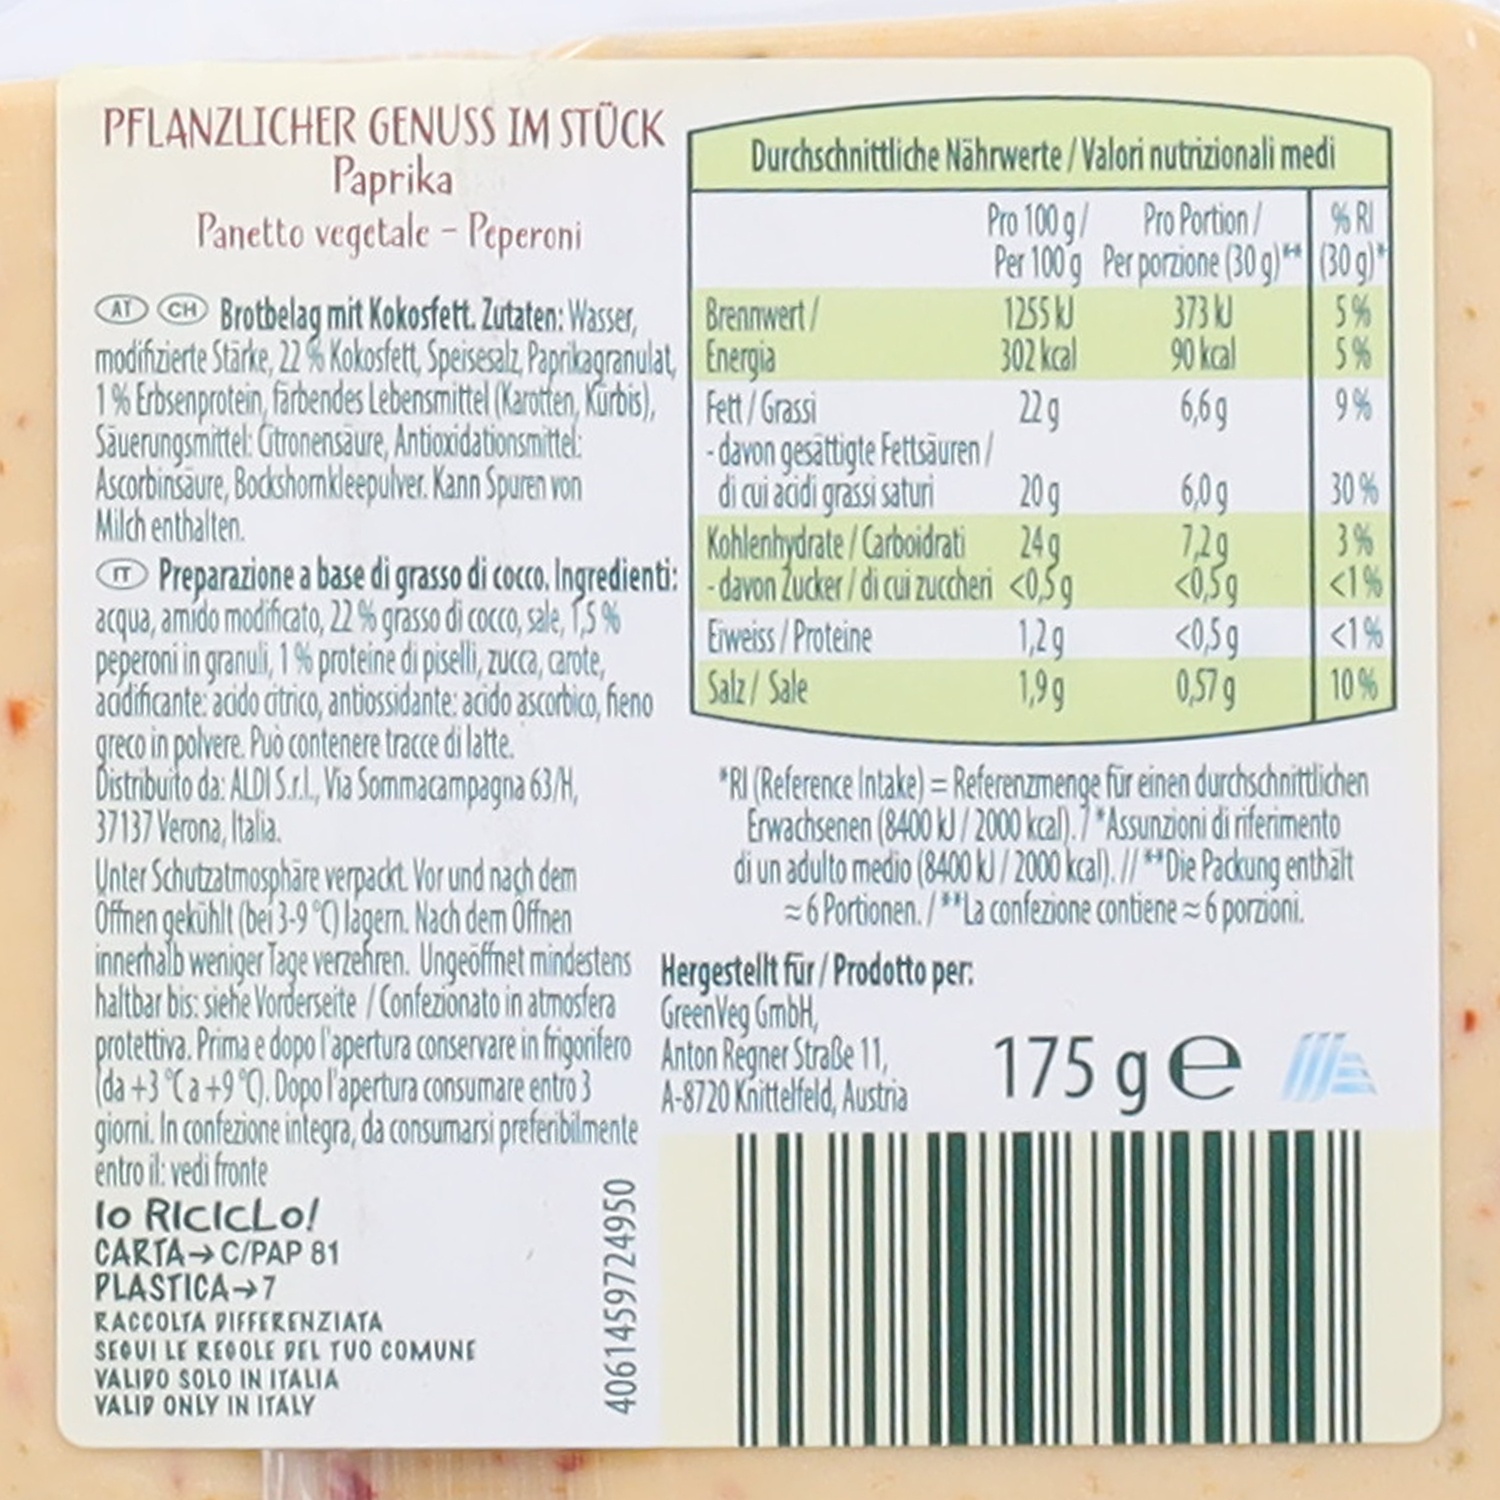 PFLANZLICHER GENUSS IM STÜCK
Paprika
Panetto vegetale – Peperoni
AT CH Brotbelag mit Kokosfett. Zutaten: Wasser,
modifizierte Stärke, 22 % Kokosfett, Speisesalz, Paprikagranulat,
1 % Erbsenprotein, färbendes Lebensmittel (Karotten, Kürbis),
Säuerungsmittel: Citronensäure, Antioxidationsmittel:
Ascorbinsäure, Bockshornkleepulver. Kann Spuren von
Milch enthalten.
IT Preparazione a base di grasso di cocco. Ingredienti:
acqua, amido modificato, 22 % grasso di cocco, sale, 1,5 %
peperoni in granuli, 1 % proteine di piselli, zucca, carote,
acidificante: acido citrico, antiossidante: acido ascorbico, fieno
greco in polvere. Può contenere tracce di latte.
Distribuito da: ALDI S.r.l., Via Sommacampagna 63/H,
37137 Verona, Italia.
Unter Schutzatmosphäre verpackt. Vor und nach dem
Öffnen gekühlt (bei 3-9 °C) lagern. Nach dem Öffnen
innerhalb weniger Tage verzehren. Ungeöffnet mindestens
haltbar bis: siehe Vorderseite / Confezionato in atmosfera
protettiva. Prima e dopo l'apertura conservare in frigorifero
(da +3 °C a +9 °C). Dopo l'apertura consumare entro 3
giorni. In confezione integra, da consumarsi preferibilmente
entro il: vedi fronte
Io RICICLo!
CARTA→C/PAP 81
PLASTICA→7
RACCOLTA DIFFERENZIATA
SEGUI LE REGOLE DEL TUO COMUNE
VALIDO SOLO IN ITALIA
VALID ONLY IN ITALY
Durchschnittliche Nährwerte / Valori nutrizionali medi
Pro 100 g / Pro Portion / % RI
Per 100 g Per porzione (30 g)** (30 g)*
Brennwert / 1255 kJ 373 kJ 5 %
Energia 302 kcal 90 kcal 5 %
Fett / Grassi 22 g 6,6 g 9 %
- davon gesättigte Fettsäuren /
di cui acidi grassi saturi 20 g 6,0 g 30 %
Kohlenhydrate / Carboidrati 24 g 7,2 g 3 %
- davon Zucker / di cui zuccheri <0,5 g <0,5 g <1 %
Eiweiss / Proteine 1,2 g <0,5 g <1 %
Salz / Sale 1,9 g 0,57 g 10 %
*RI (Reference Intake) = Referenzmenge für einen durchschnittlichen
Erwachsenen (8400 kJ / 2000 kcal). / *Assunzioni di riferimento
di un adulto medio (8400 kJ / 2000 kcal). // **Die Packung enthält
≈ 6 Portionen. / **La confezione contiene ≈ 6 porzioni.
Hergestellt für / Prodotto per:
GreenVeg GmbH,
Anton Regner Straße 11,
A-8720 Knittelfeld, Austria
175 g e
4061459724950